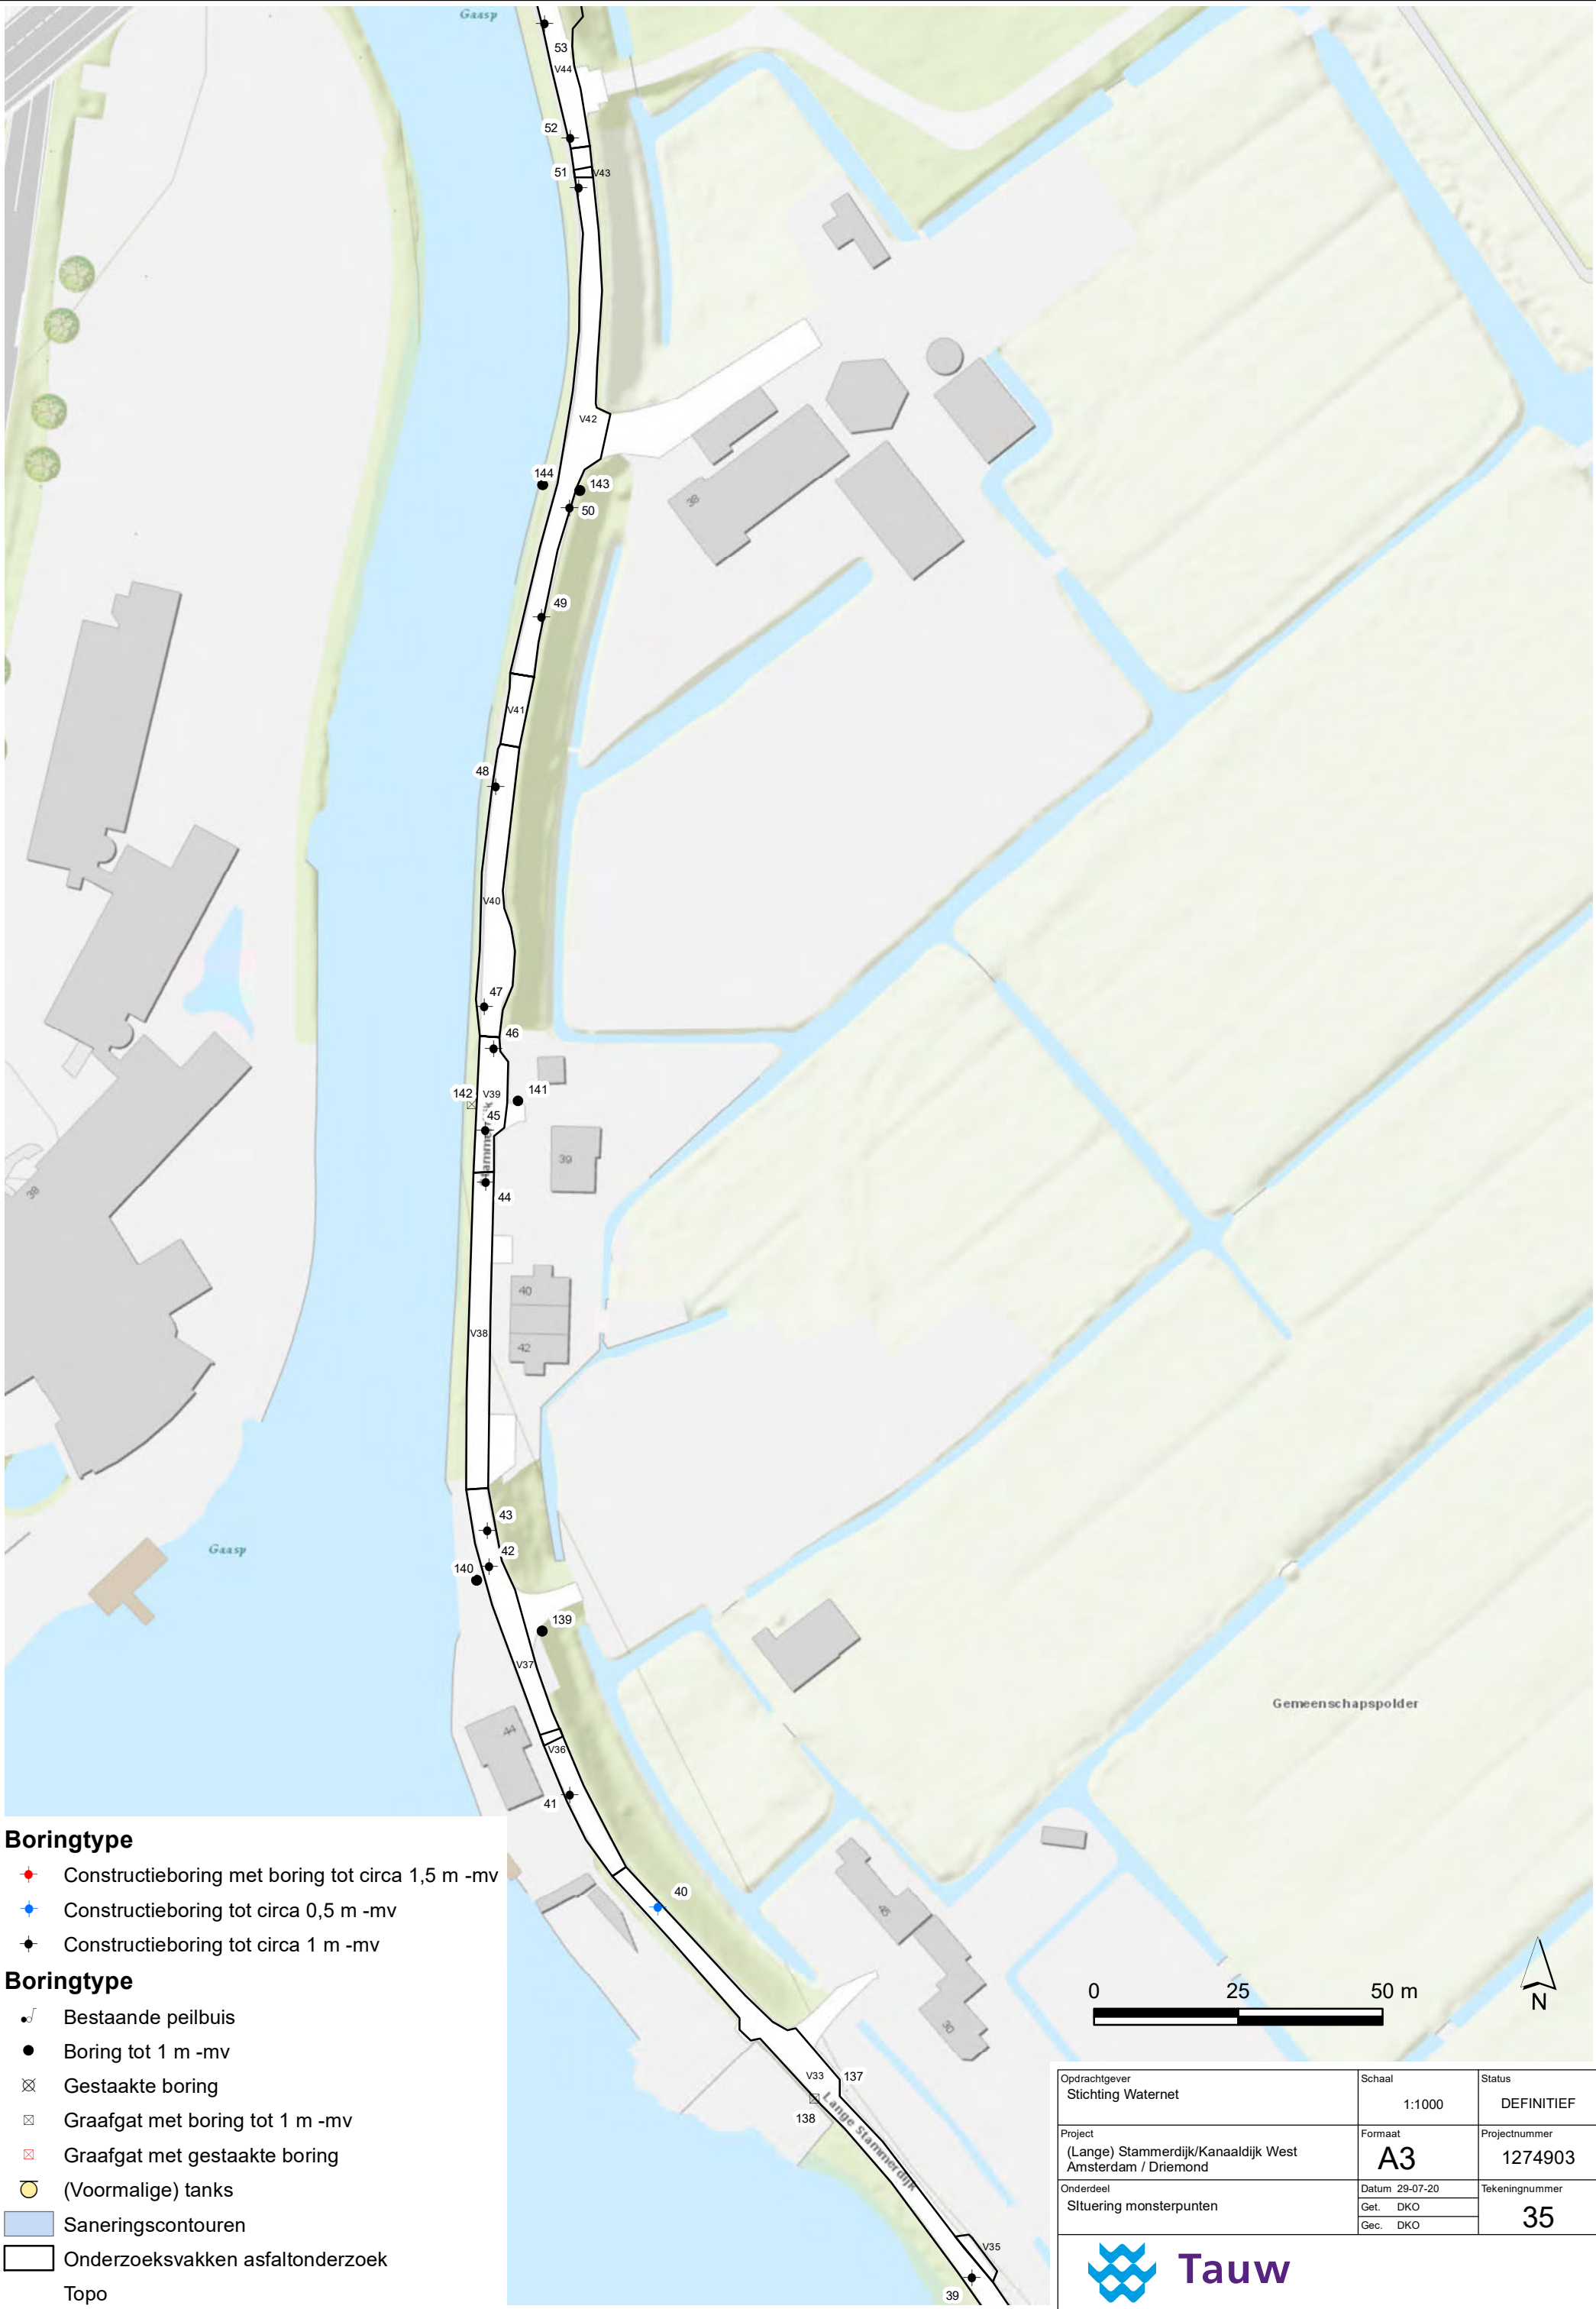 Gaasp
53
V44
52
51
V43
V42
144
143
50
38
49
V41
48
V40
47
46
142
V39
141
45
39
44
40
V38
42
38
43
42
140
Gaasp
139
V37
Gemeenschapspolder
44
V36
41
40
46
30
0 25 50 m
N
V33
137
138
Lange Stammerdijk
V35
39
Boringtype
Constructieboring met boring tot circa 1,5 m -mv
Constructieboring tot circa 0,5 m -mv
Constructieboring tot circa 1 m -mv
Boringtype
Bestaande peilbuis
Boring tot 1 m -mv
Gestaakte boring
Graafgat met boring tot 1 m -mv
Graafgat met gestaakte boring
(Voormalige) tanks
Saneringscontouren
Onderzoeksvakken asfaltonderzoek
Topo
Opdrachtgever
Stichting Waternet
Schaal
1:1000
Status
DEFINITIEF
Project
(Lange) Stammerdijk/Kanaaldijk West
Amsterdam / Driemond
Formaat
A3
Projectnummer
1274903
Onderdeel
SItuering monsterpunten
Datum 29-07-20
Get. DKO
Gec. DKO
Tekeningnummer
35
Tauw